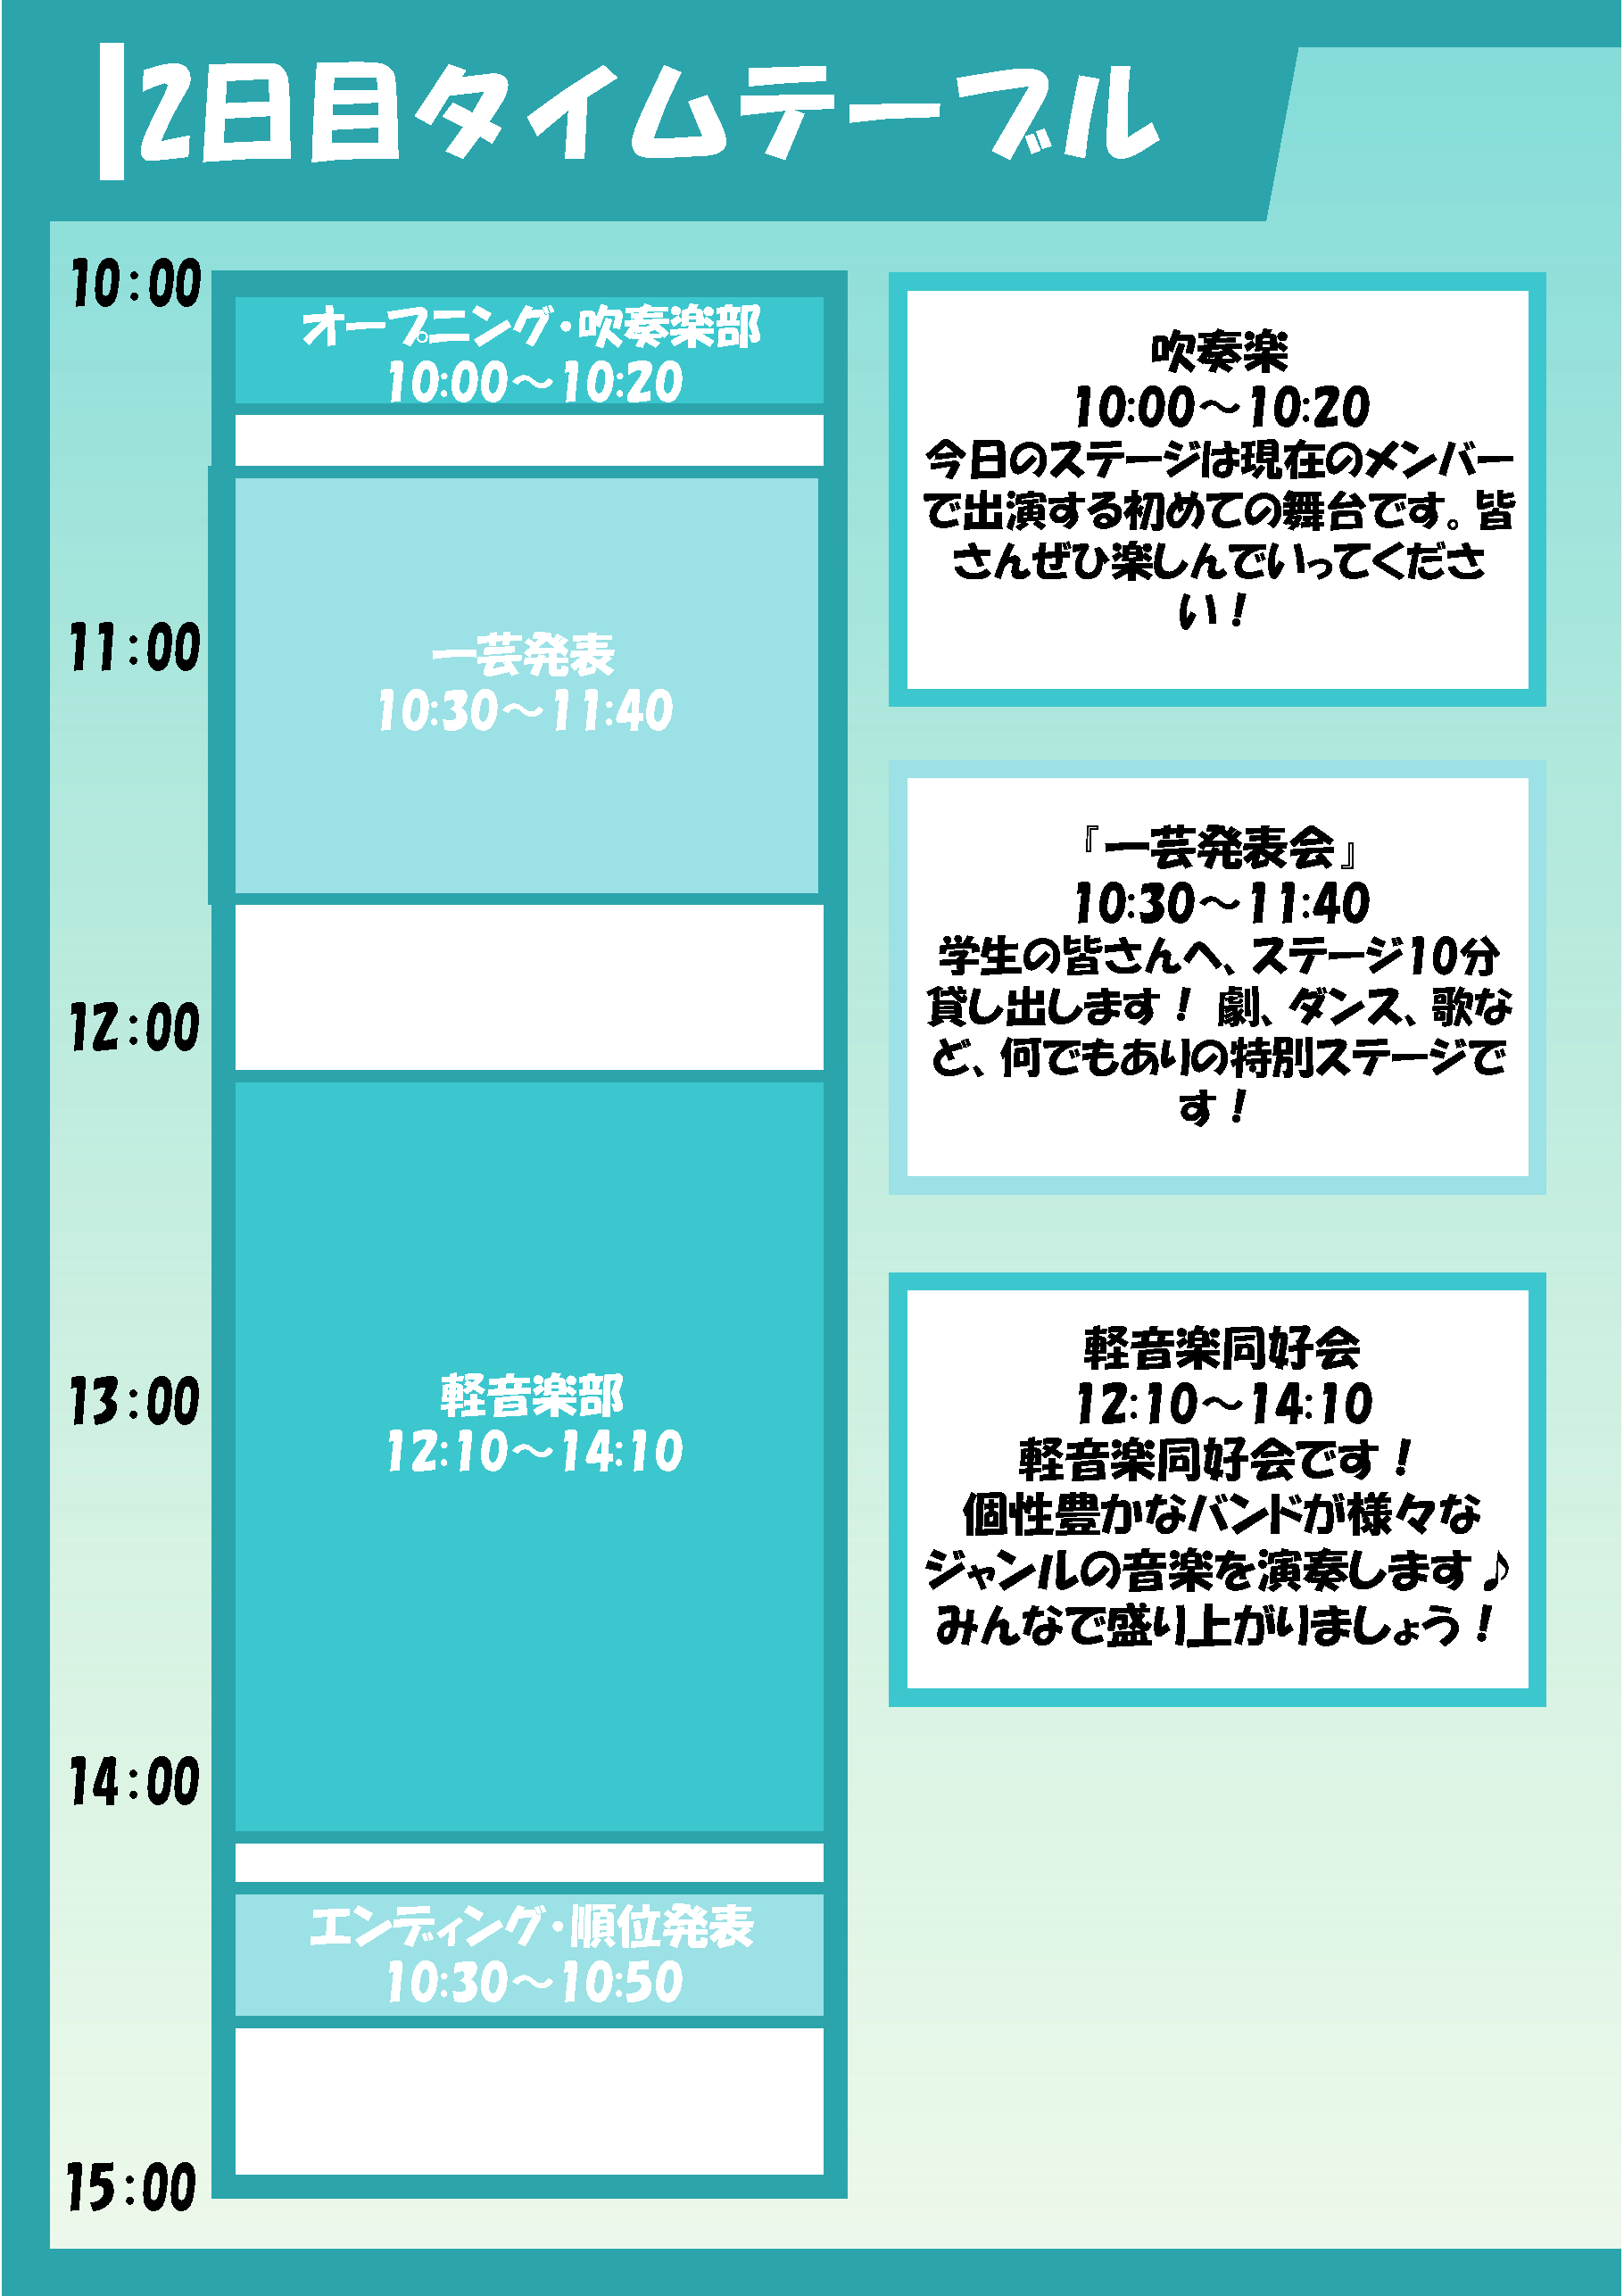 2日目タイムテーブル
10:00
オープニング・吹奏楽部
10:00～10:20
11:00
一芸発表
10:30～11:40
12:00
13:00
軽音楽部
12:10～14:10
14:00
エンディング・順位発表
10:30～10:50
15:00
吹奏楽
10:00～10:20
今日のステージは現在のメンバー
で出演する初めての舞台です。皆
さんぜひ楽しんでいってくださ
い！
『一芸発表会』
10:30～11:40
学生の皆さんへ、ステージ10分
貸し出します！ 劇、ダンス、歌な
ど、何でもありの特別ステージで
す！
軽音楽同好会
12:10～14:10
軽音楽同好会です！
個性豊かなバンドが様々な
ジャンルの音楽を演奏します♪
みんなで盛り上がりましょう！